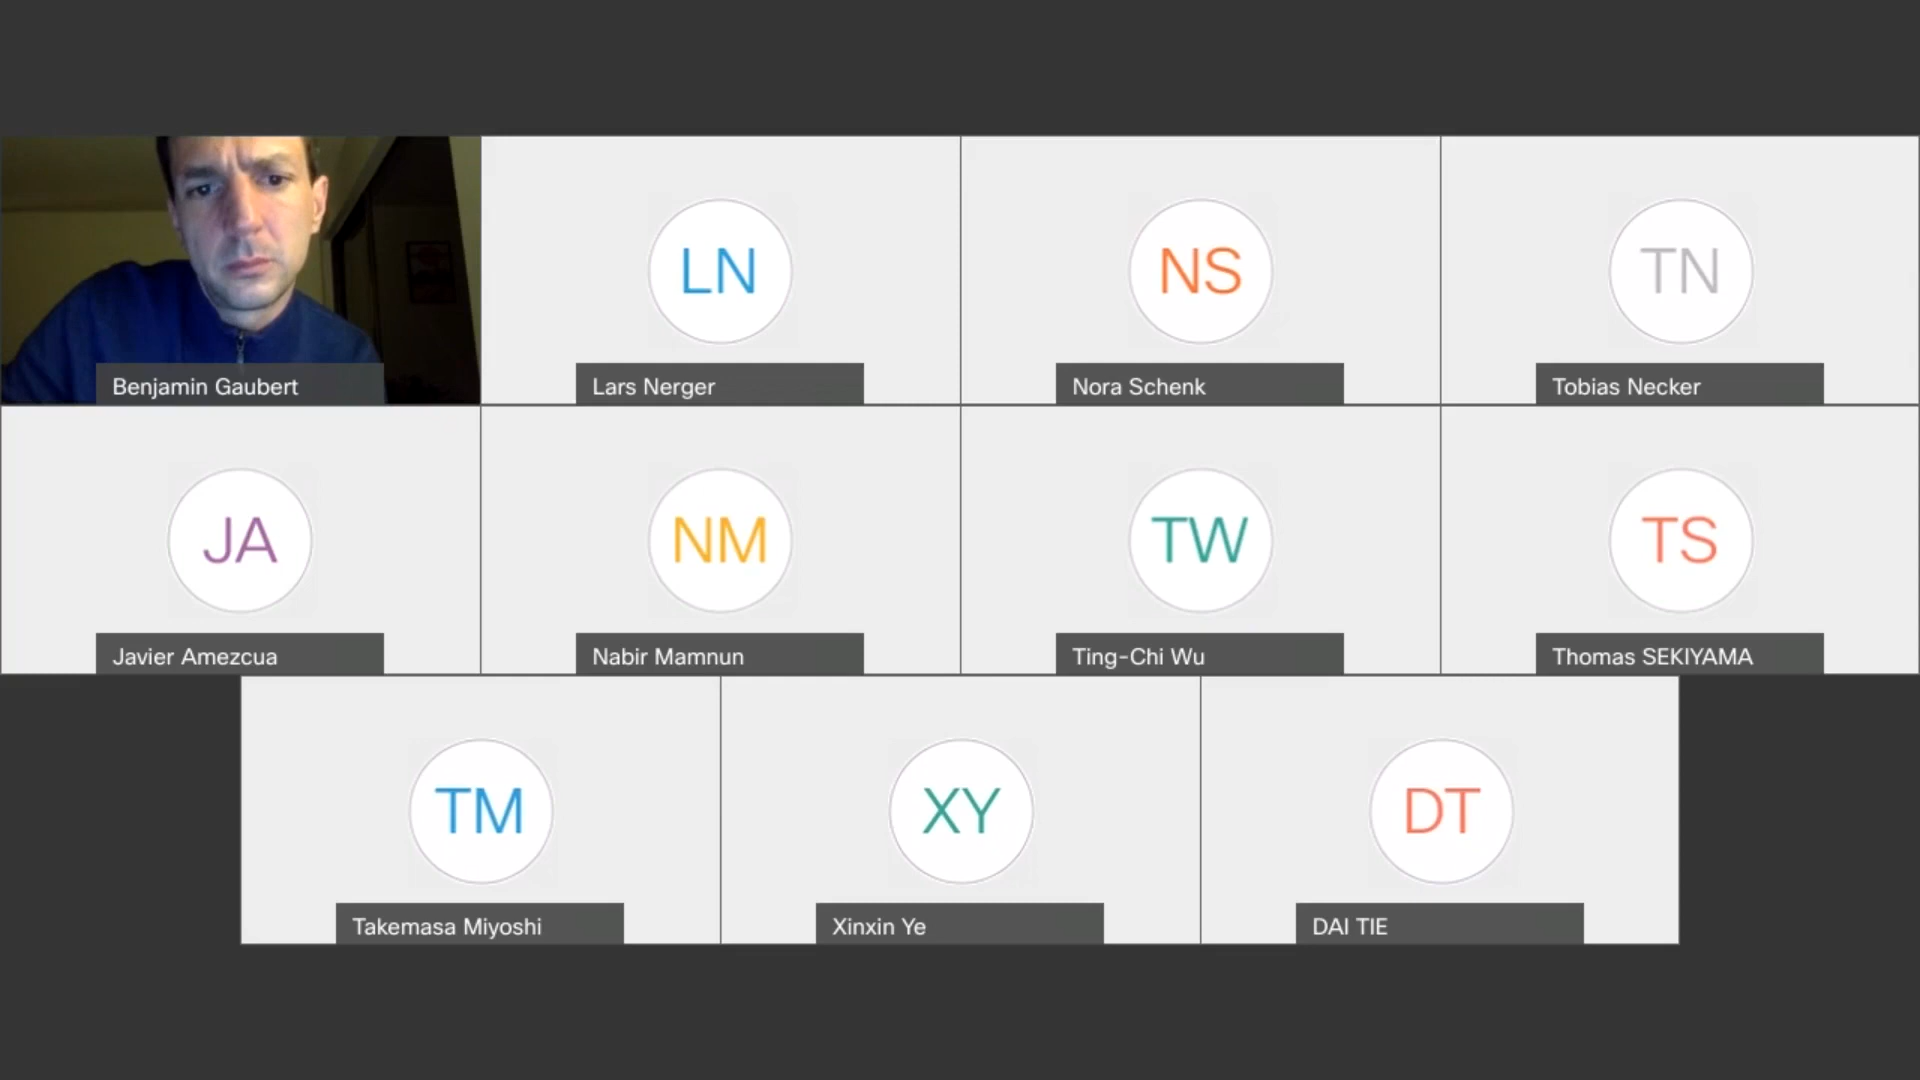 LN
NS
TN
Benjamin Gaubert
Lars Nerger
Nora Schenk
Tobias Necker
JA
NM
TW
TS
Javier Amezcua
Nabir Mamnun
Ting-Chi Wu
Thomas SEKIYAMA
TM
XY
DT
Takemasa Miyoshi
Xinxin Ye
DAI TIE